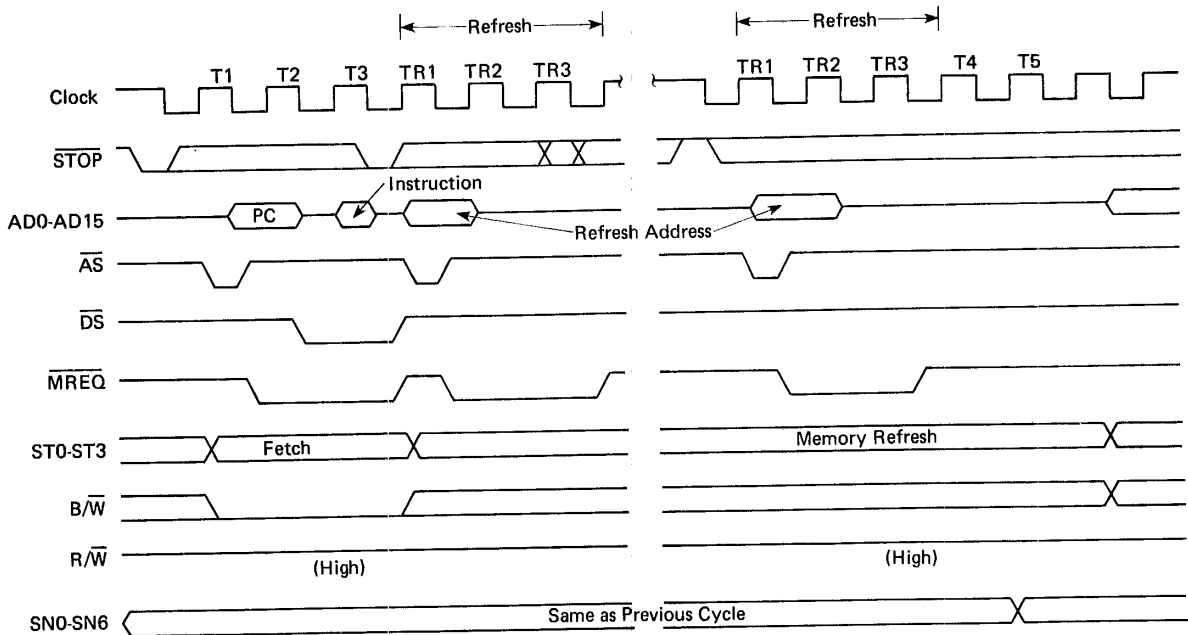 Refresh Refresh
T1 T2 T3 TR1 TR2 TR3 TR1 TR2 TR3 T4 T5
Clock
STOP
Instruction
AD0-AD15 PC
Refresh Address
AS
DS
MREQ
ST0-ST3 Fetch Memory Refresh
B/W
R/W (High) (High)
SN0-SN6 Same as Previous Cycle